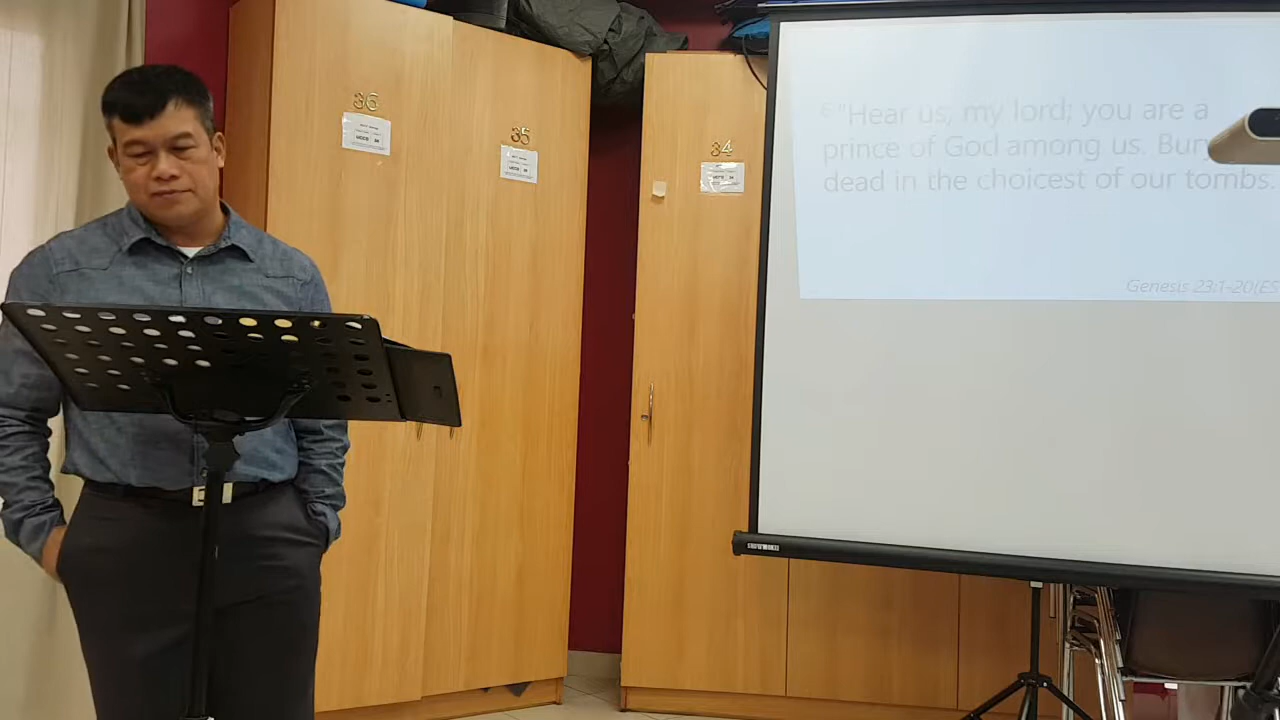 36
35
34
6 "Hear us, my lord; you are a
prince of God among us. Bury
dead in the choicest of our tombs.
Genesis 23:1-20(ES